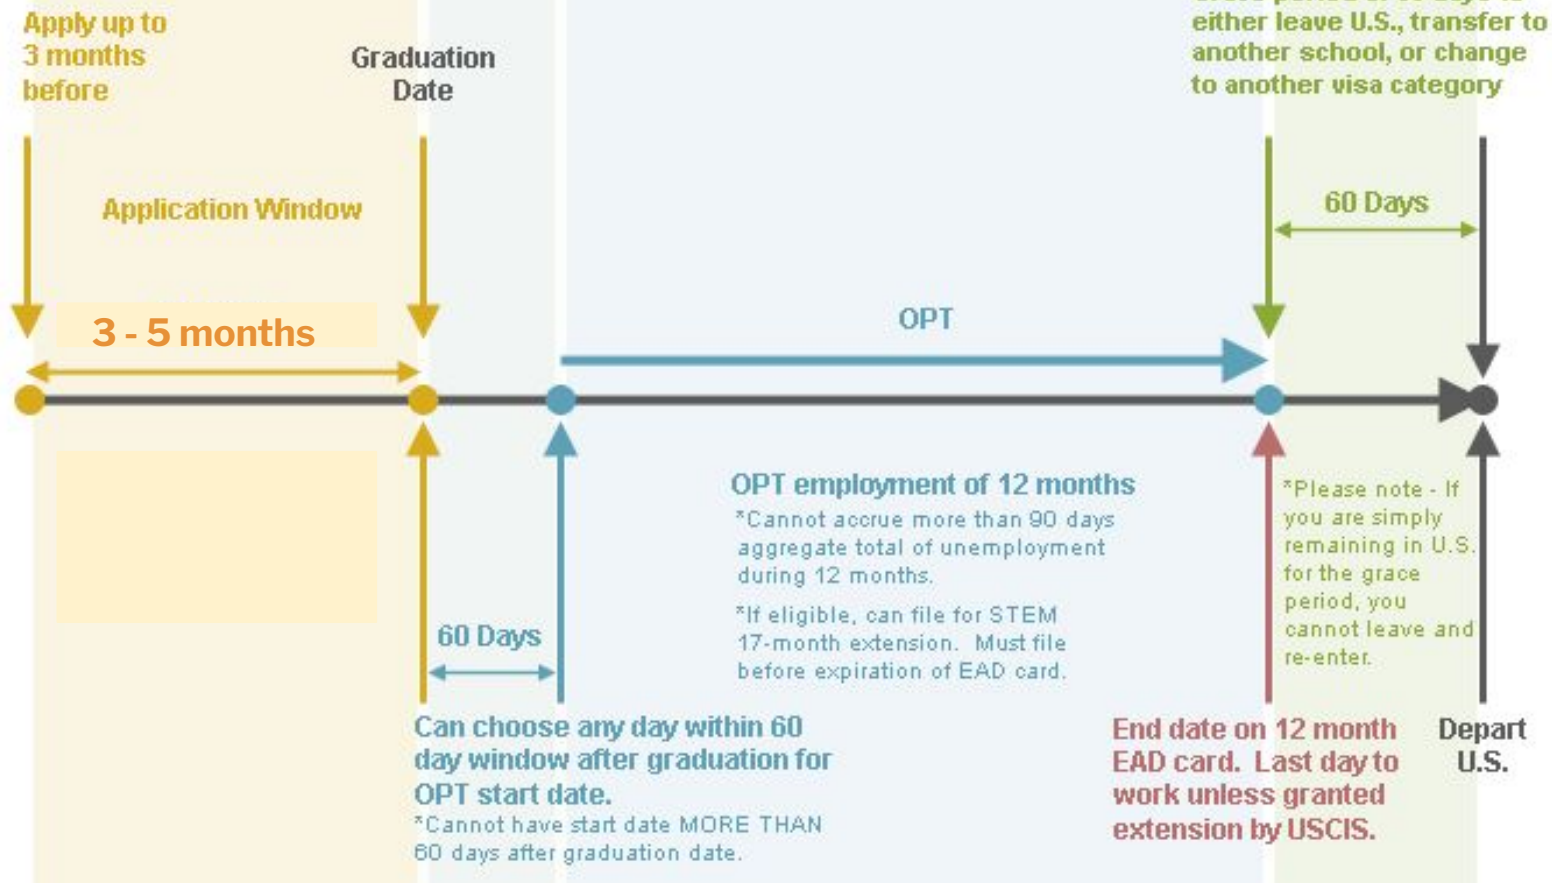 Apply up to
3 months
before
Graduation
Date
either leave U.S., transfer to
another school, or change
to another visa category
Application Window
60 Days
3 - 5 months
OPT
OPT employment of 12 months
*Cannot accrue more than 90 days
aggregate total of unemployment
during 12 months.
*If eligible, can file for STEM
17-month extension. Must file
before expiration of EAD card.
*Please note - If
you are simply
remaining in U.S.
for the grace
period, you
cannot leave and
re-enter.
60 Days
Can choose any day within 60
day window after graduation for
OPT start date.
*Cannot have start date MORE THAN
60 days after graduation date.
End date on 12 month
EAD card. Last day to
work unless granted
extension by USCIS.
Depart
U.S.